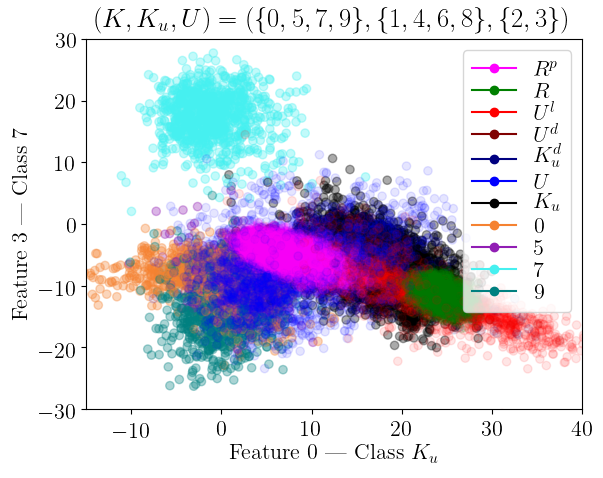 (K, K_u, U) = ({0, 5, 7, 9}, {1, 4, 6, 8}, {2, 3})
30
20
10
0
−10
−20
−30
Feature 3 — Class 7
−10
0
10
20
30
40
Feature 0 — Class K_u
R^p
R
U^l
U^d
K_u^d
U
K_u
0
5
7
9